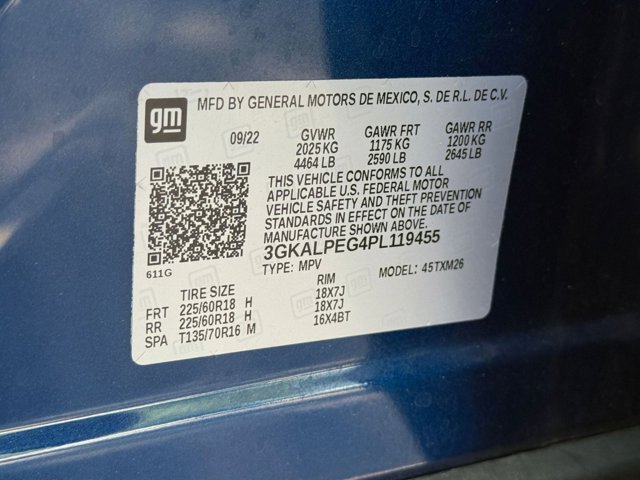 gm
MFD BY GENERAL MOTORS DE MEXICO, S. DE R.L. DE C.V.
09/22 GVWR GAWR FRT GAWR RR
2025 KG 1175 KG 1200 KG
4464 LB 2590 LB 2645 LB
THIS VEHICLE CONFORMS TO ALL
APPLICABLE U.S. FEDERAL MOTOR
VEHICLE SAFETY AND THEFT PREVENTION
STANDARDS IN EFFECT ON THE DATE OF
MANUFACTURE SHOWN ABOVE.
3GKALPEG4PL119455
611G TYPE: MPV MODEL: 45TXM26
TIRE SIZE RIM
FRT 225/60R18 H 18X7J
RR 225/60R18 H 18X7J
SPA T135/70R16 M 16X4BT